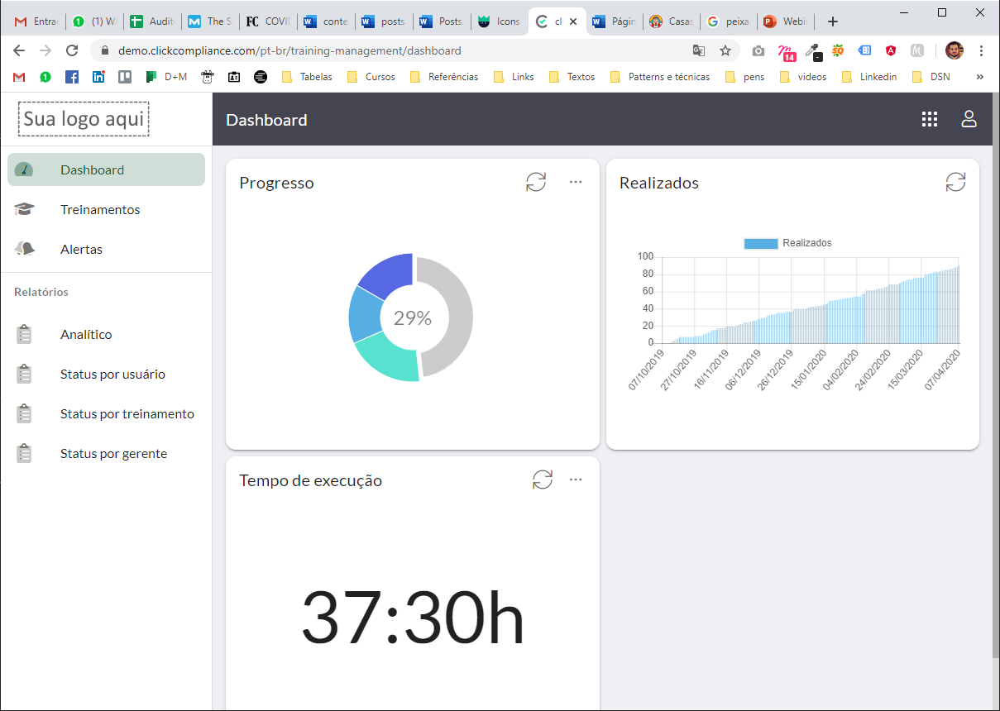 Entra (1) W Audit The S FC COVI conte posts. Posts. Icons cl Págin Casas peixa Webi
demo.clickcompliance.com/pt-br/training-management/dashboard
14
1 D+M Tabelas Cursos Referências Links Textos Patterns e técnicas pens videos Linkedin DSN »
Sua logo aqui
Dashboard
Dashboard
Treinamentos
Alertas
Relatórios
Analítico
Status por usuário
Status por treinamento
Status por gerente
Progresso
29%
Realizados
Realizados
100
80
60
40
20
0
07/10/2019 27/10/2019 16/11/2019 06/12/2019 26/12/2019 15/01/2020 04/02/2020 24/02/2020 15/03/2020 07/04/2020
Tempo de execução
37:30h